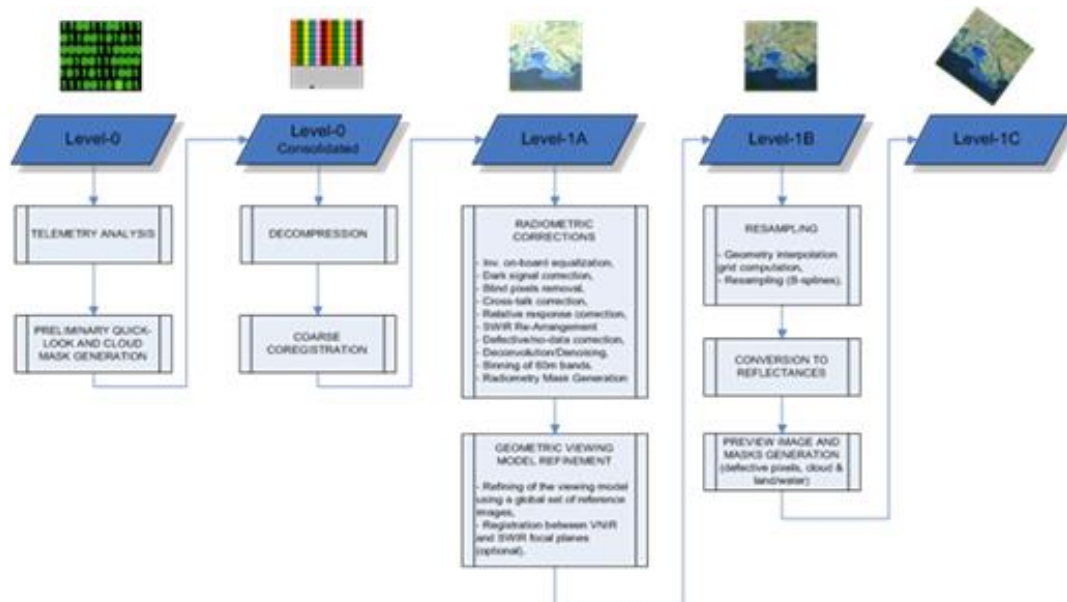 Level-0
Level-0
Consolidated
Level-1A
Level-1B
Level-1C
TELEMETRY ANALYSIS
PRELIMINARY QUICK-
LOOK AND CLOUD
MASK GENERATION
DECOMPRESSION
COARSE
COREGISTRATION
RADIOMETRIC
CORRECTIONS
- Inv. on-board equalization,
- Dark signal correction,
- Blind pixels removal,
- Cross-talk correction,
- Relative response correction,
- SWIR Re-Arrangement
- Defective/no-data correction,
- Deconvolution/Denoising,
- Binning of 60m bands,
- Radiometry Mask Generation
GEOMETRIC VIEWING
MODEL REFINEMENT
- Refining of the viewing model
using a global set of reference
images,
- Registration between VNIR
and SWIR focal planes
(optional).
RESAMPLING
- Geometry interpolation
grid computation,
- Resampling (B-splines),
CONVERSION TO
REFLECTANCES
PREVIEW IMAGE AND
MASKS GENERATION
(defective pixels, cloud &
land/water)